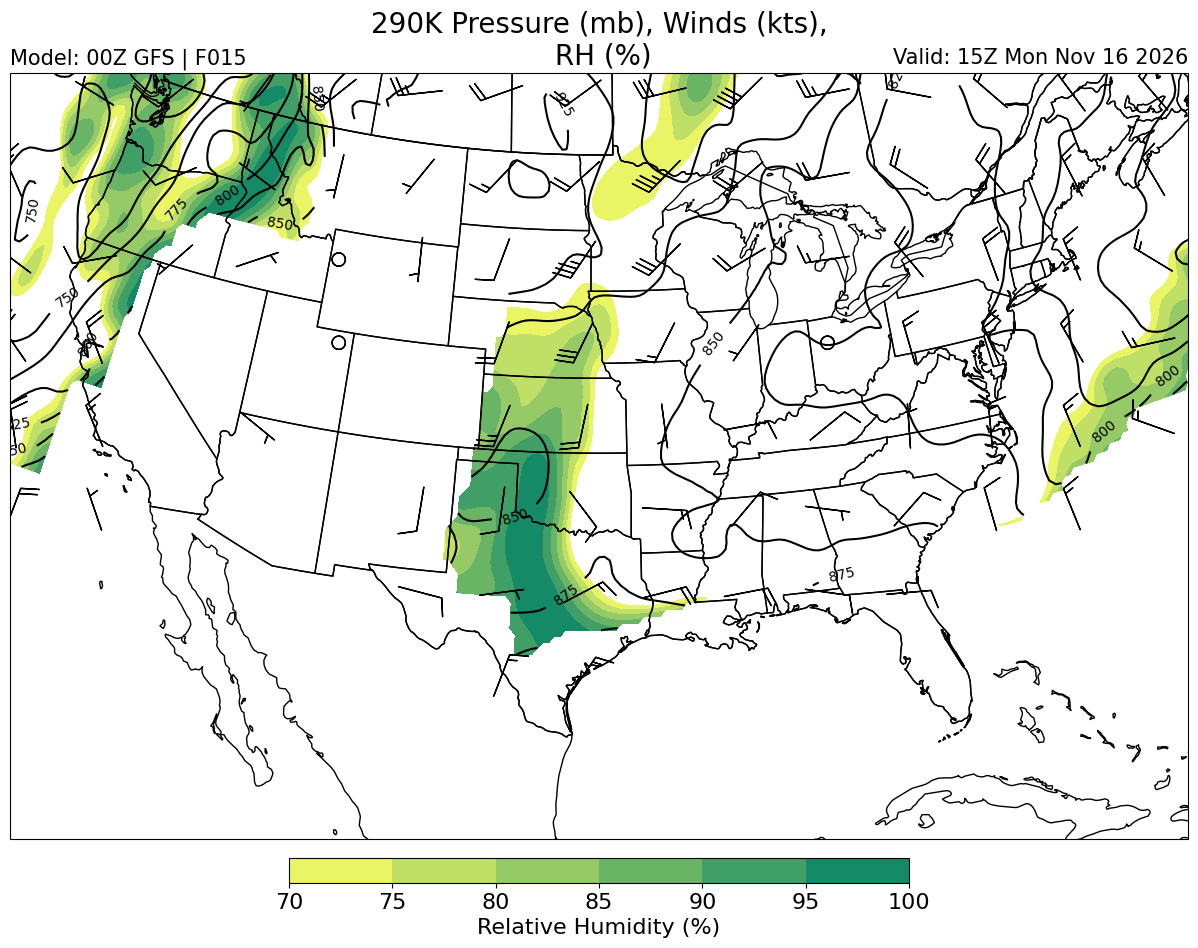 290K Pressure (mb), Winds (kts),
RH (%)
Model: 00Z GFS | F015
Valid: 15Z Mon Nov 16 2026
850
750
775
800
850
750
850
800
800
850
875
875
70 75 80 85 90 95 100
Relative Humidity (%)